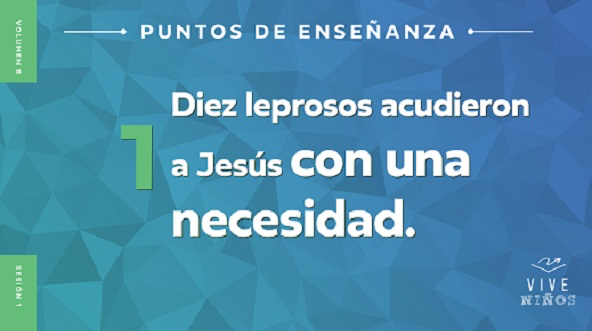 VOLUMEN 8
PUNTOS DE ENSEÑANZA
1
Diez leprosos acudieron
a Jesús con una
necesidad.
SESIÓN 1
VIVE
NIÑOS